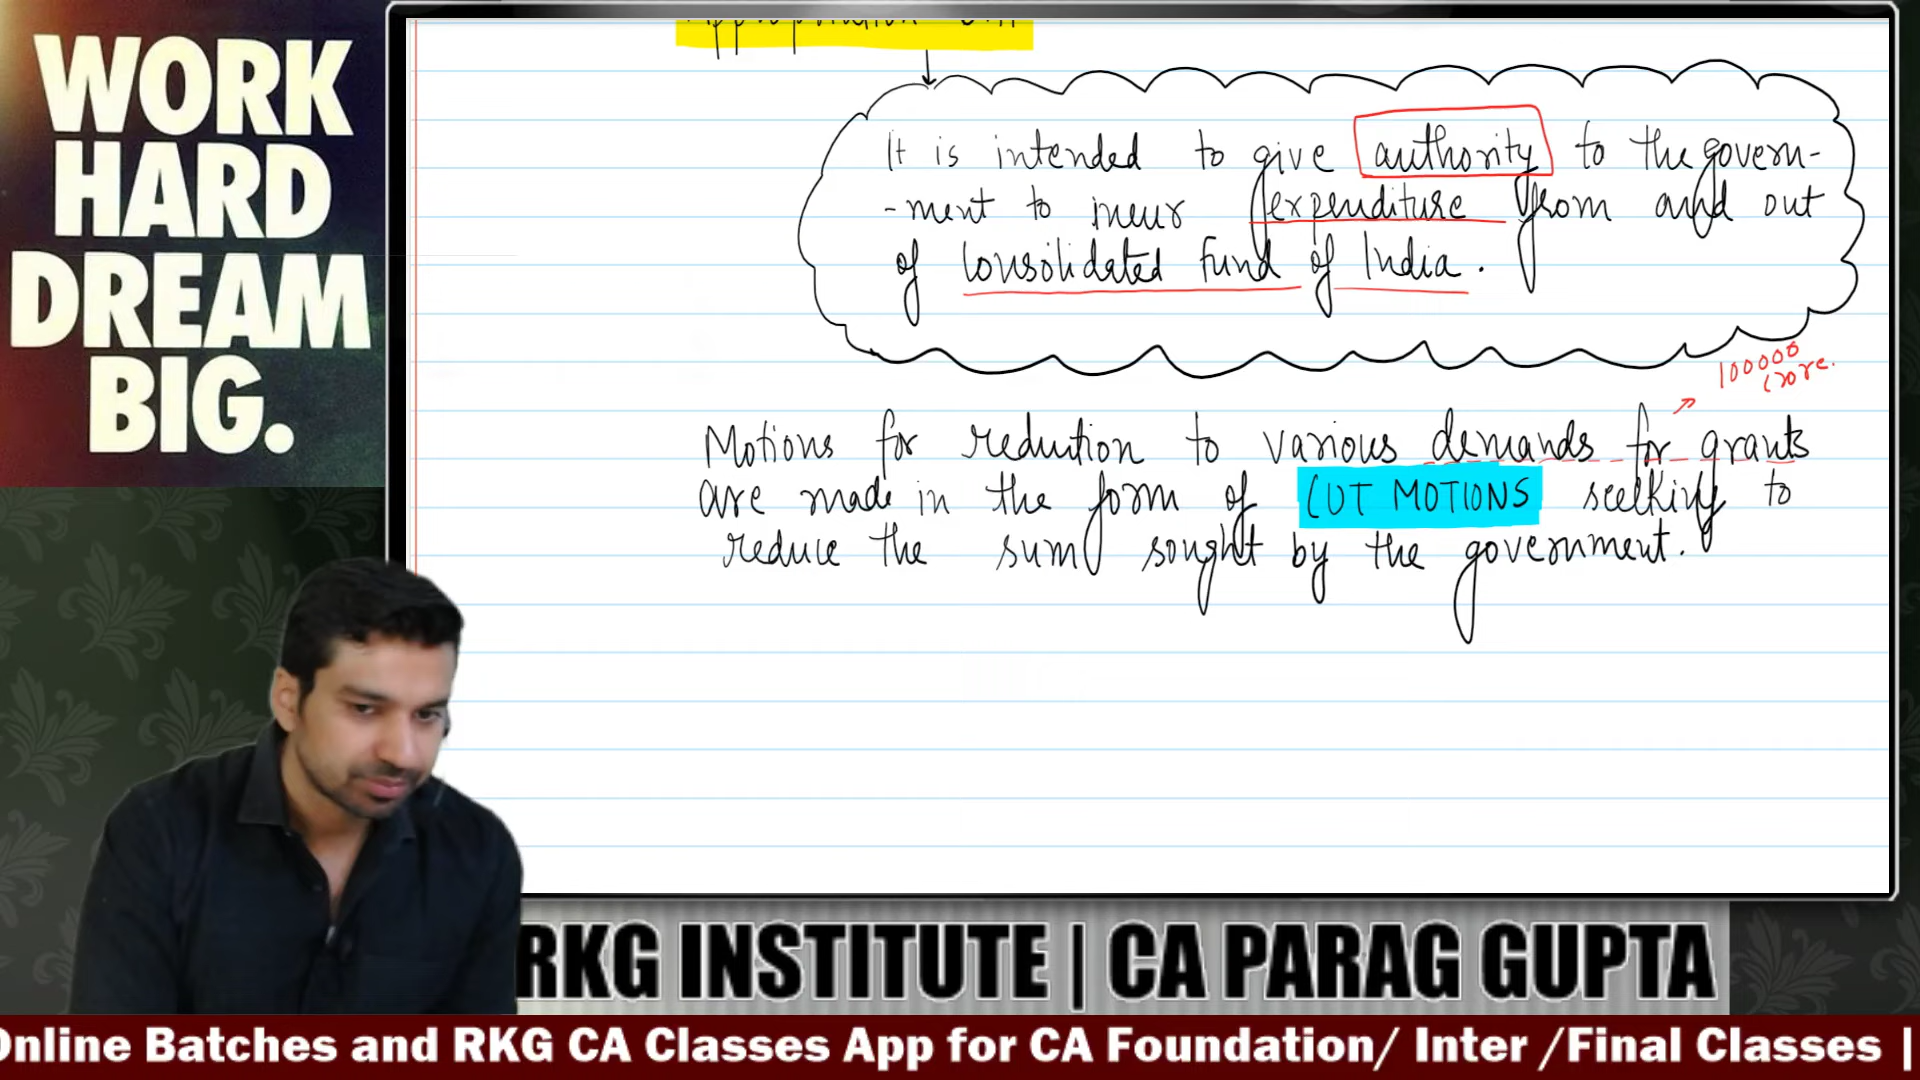 WORK
HARD
DREAM
BIG.
Appropriation Bill
It is intended to give authority to the govern-
-ment to incur expenditure from and out
of Consolidated Fund of India.
100000
crore.
Motions for reduction to various demands for grants
are made in the form of CUT MOTIONS seeking to
reduce the sum sought by the government.
RKG INSTITUTE | CA PARAG GUPTA
Online Batches and RKG CA Classes App for CA Foundation/ Inter /Final Classes |